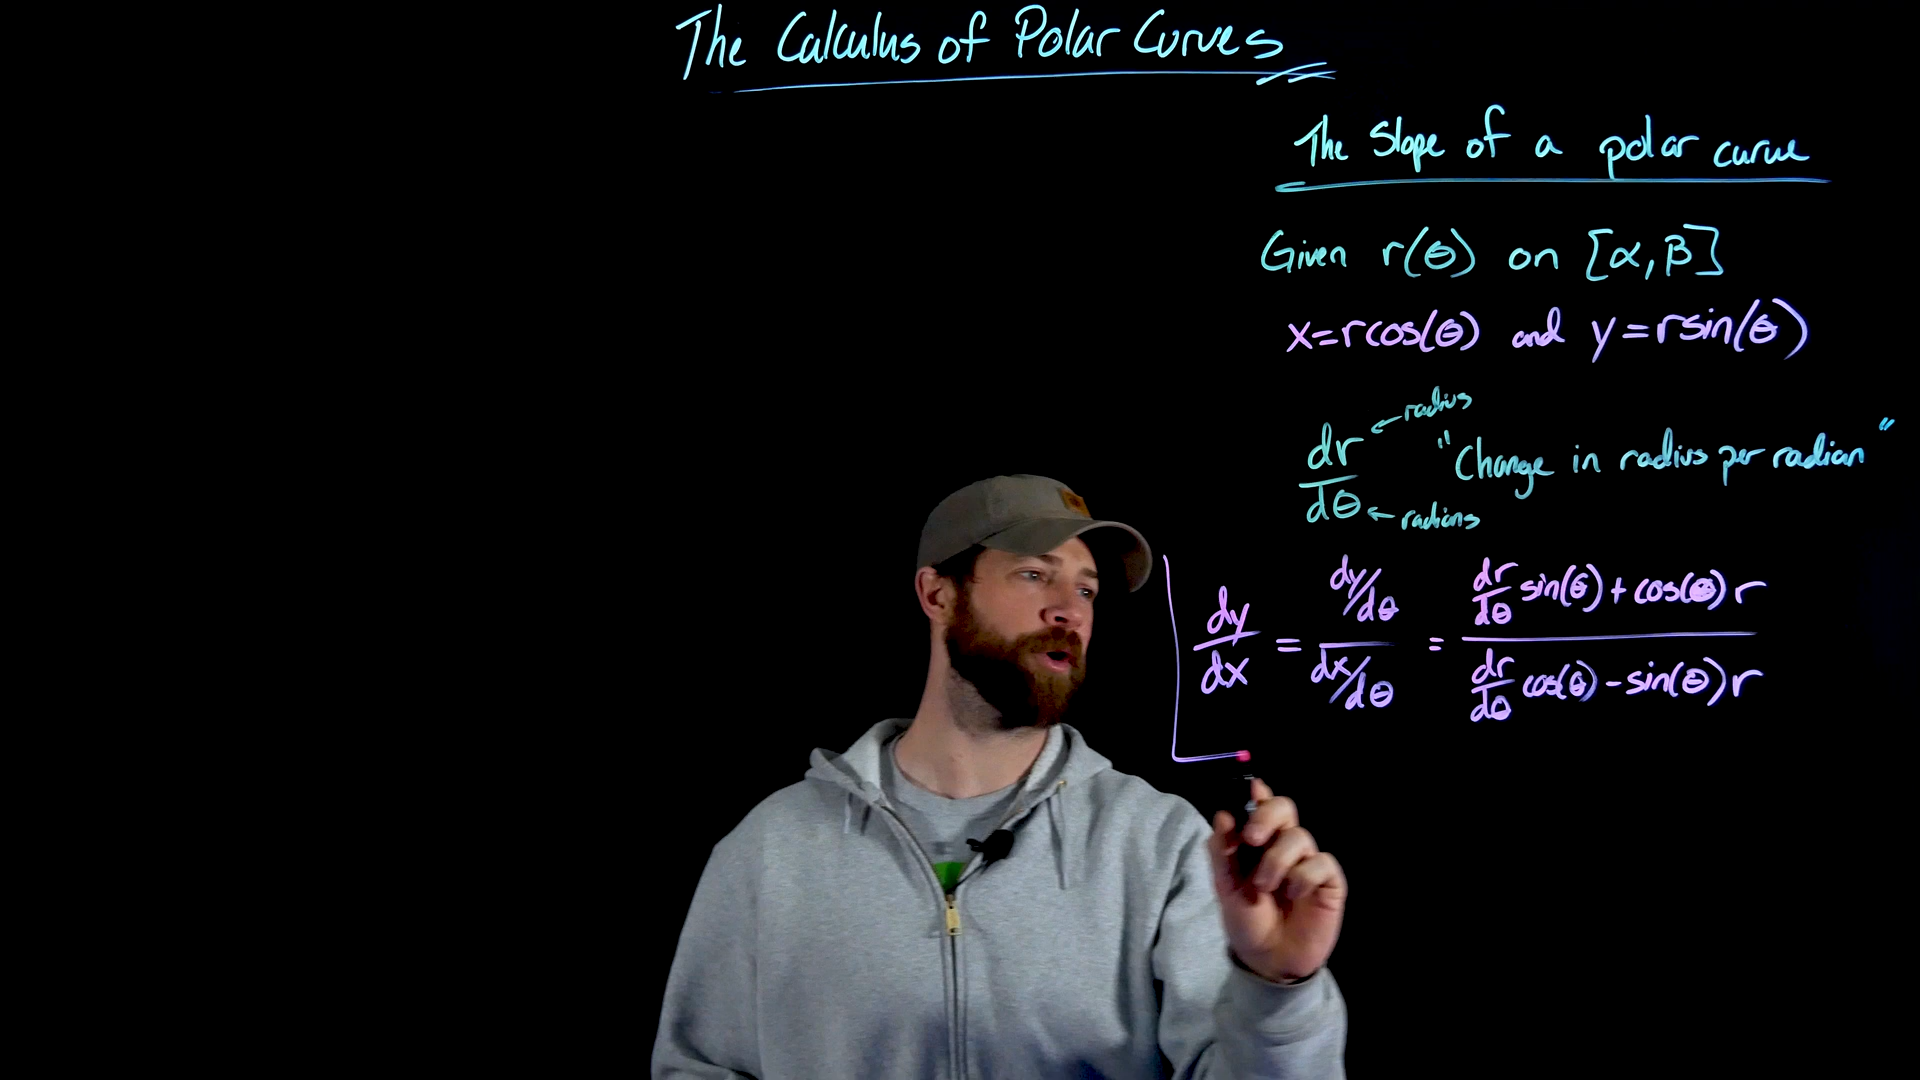 The Calculus of Polar Curves
The Slope of a polar curve
Given r(θ) on [α, β]
x=rcos(θ) and y=rsin(θ)
dr/dθ ← radius ← radians "Change in radius per radian"
dy/dx = (dy/dθ)/(dx/dθ) = (dr/dθ sin(θ) + cos(θ) r)/(dr/dθ cos(θ) - sin(θ) r)